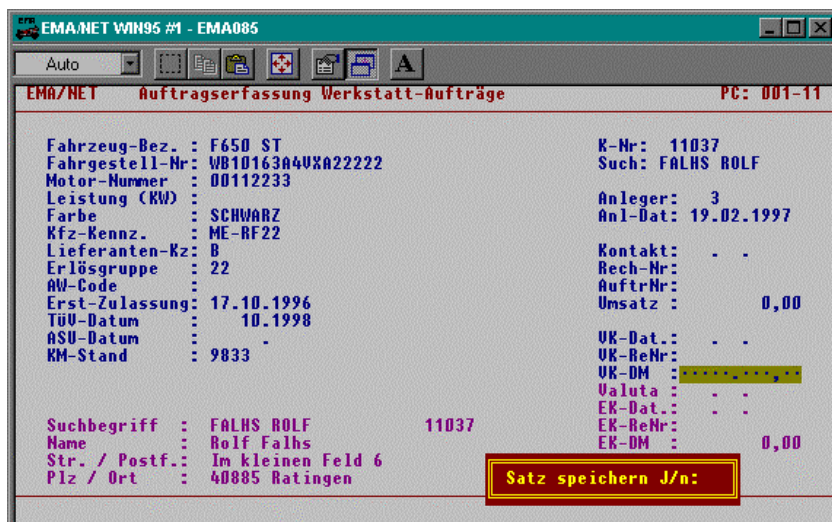 EMA/NET WIN95 #1 - EMA085
Auto
EMA/NET Auftragserfassung Werkstatt-Aufträge PC: 001-11
Fahrzeug-Bez. : F650 ST K-Nr: 11037
Fahrgestell-Nr: WB10163A4VXA22222 Such: FALHS ROLF
Motor-Nummer : 00112233
Leistung (KW) : Anleger: 3
Farbe : SCHWARZ Anl-Dat: 19.02.1997
Kfz-Kennz. : ME-RF22
Lieferanten-Kz: B Kontakt: . .
Erlösgruppe : 22 Rech-Nr:
AW-Code : AuftrNr:
Erst-Zulassung: 17.10.1996 Umsatz : 0,00
TÜV-Datum : 10.1998
ASU-Datum : . VK-Dat.: . .
KM-Stand : 9833 VK-ReNr:
VK-DM :·····.···,··
Valuta : . .
EK-Dat.: . .
Suchbegriff : FALHS ROLF 11037 EK-ReNr:
Name : Rolf Falhs EK-DM : 0,00
Str. / Postf.: Im kleinen Feld 6
Plz / Ort : 40885 Ratingen
Satz speichern J/n: